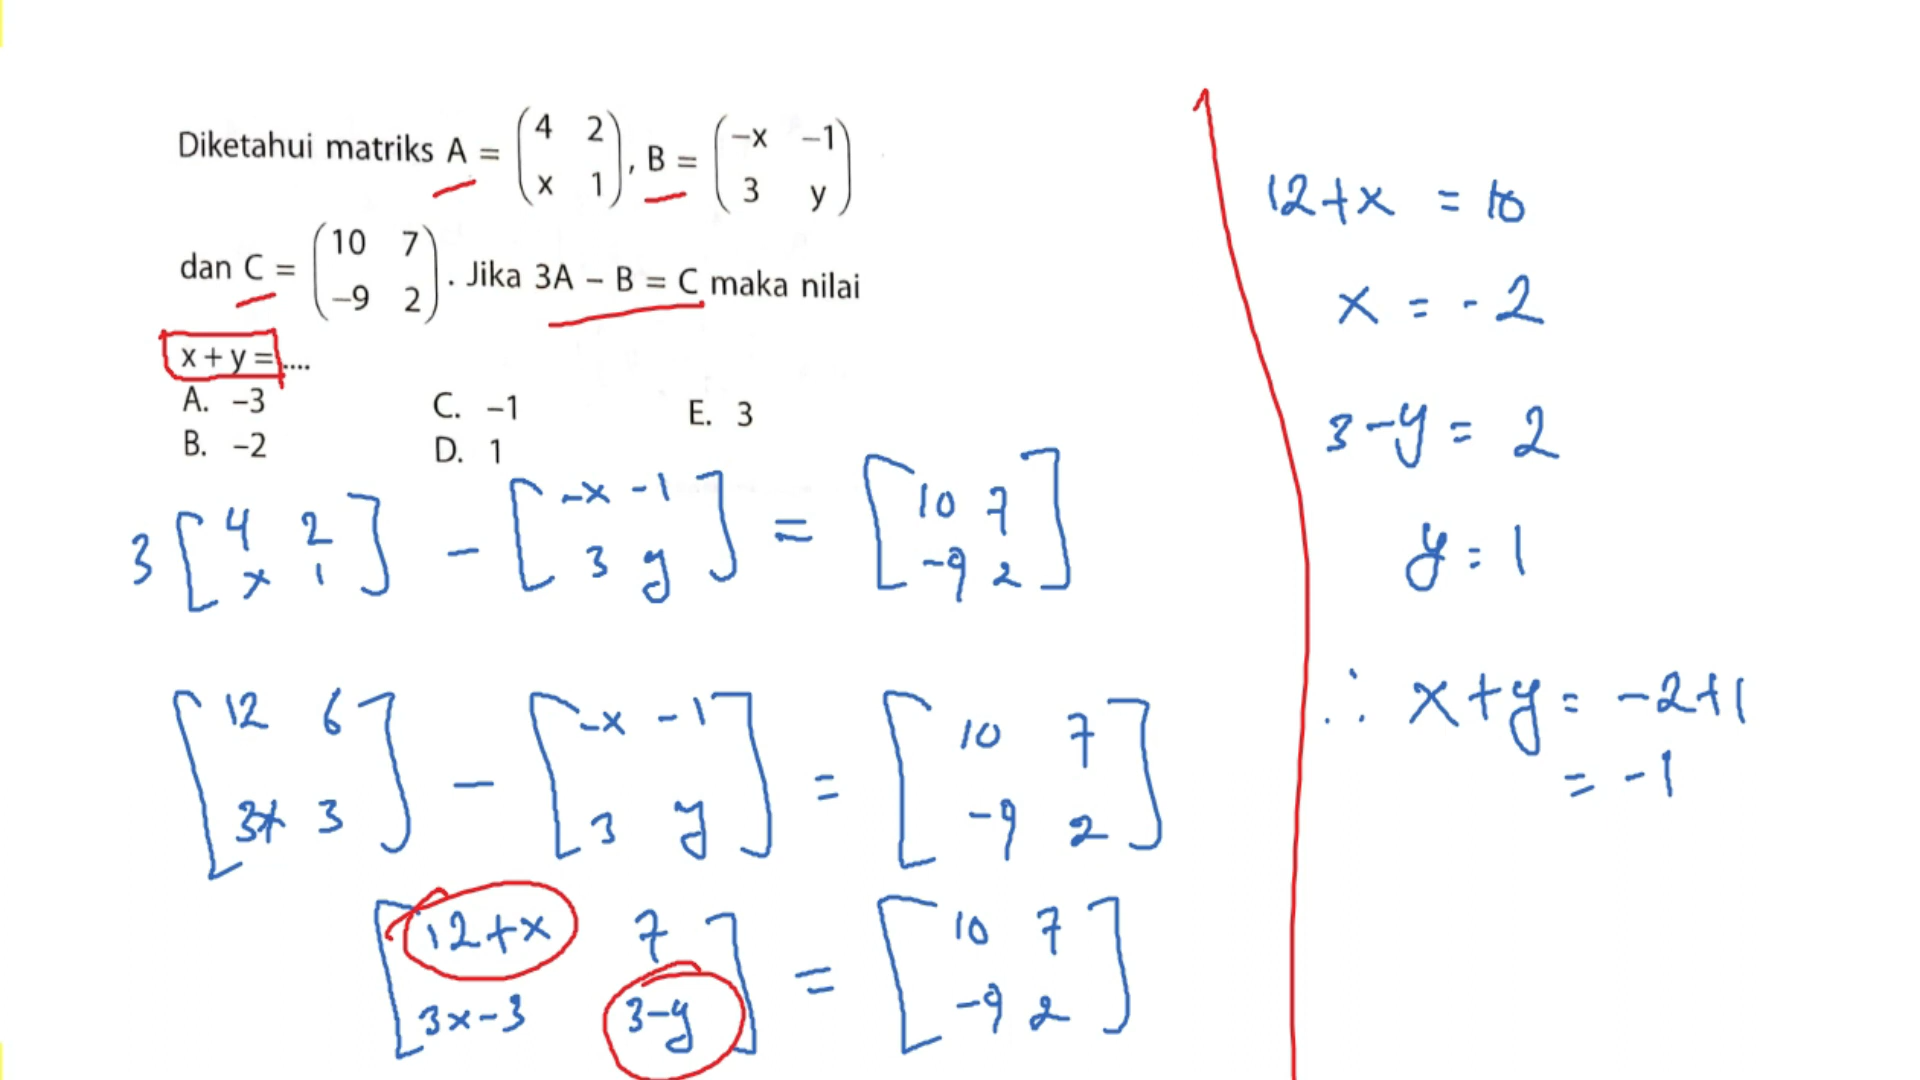 Diketahui matriks A = (4 2 x 1), B = (−x −1 3 y)
dan C = (10 7 −9 2). Jika 3A − B = C maka nilai
x + y = ....
A. −3 C. −1 E. 3
B. −2 D. 1
3 [4 2 x 1] − [-x -1 3 y] = [10 7 -9 2]
[12 6 3x 3] − [-x -1 3 y] = [10 7 -9 2]
[12+x 7 3x-3 3-y] = [10 7 -9 2]
12+x = 10
x = -2
3-y = 2
y = 1
∴ x+y = -2+1
= -1